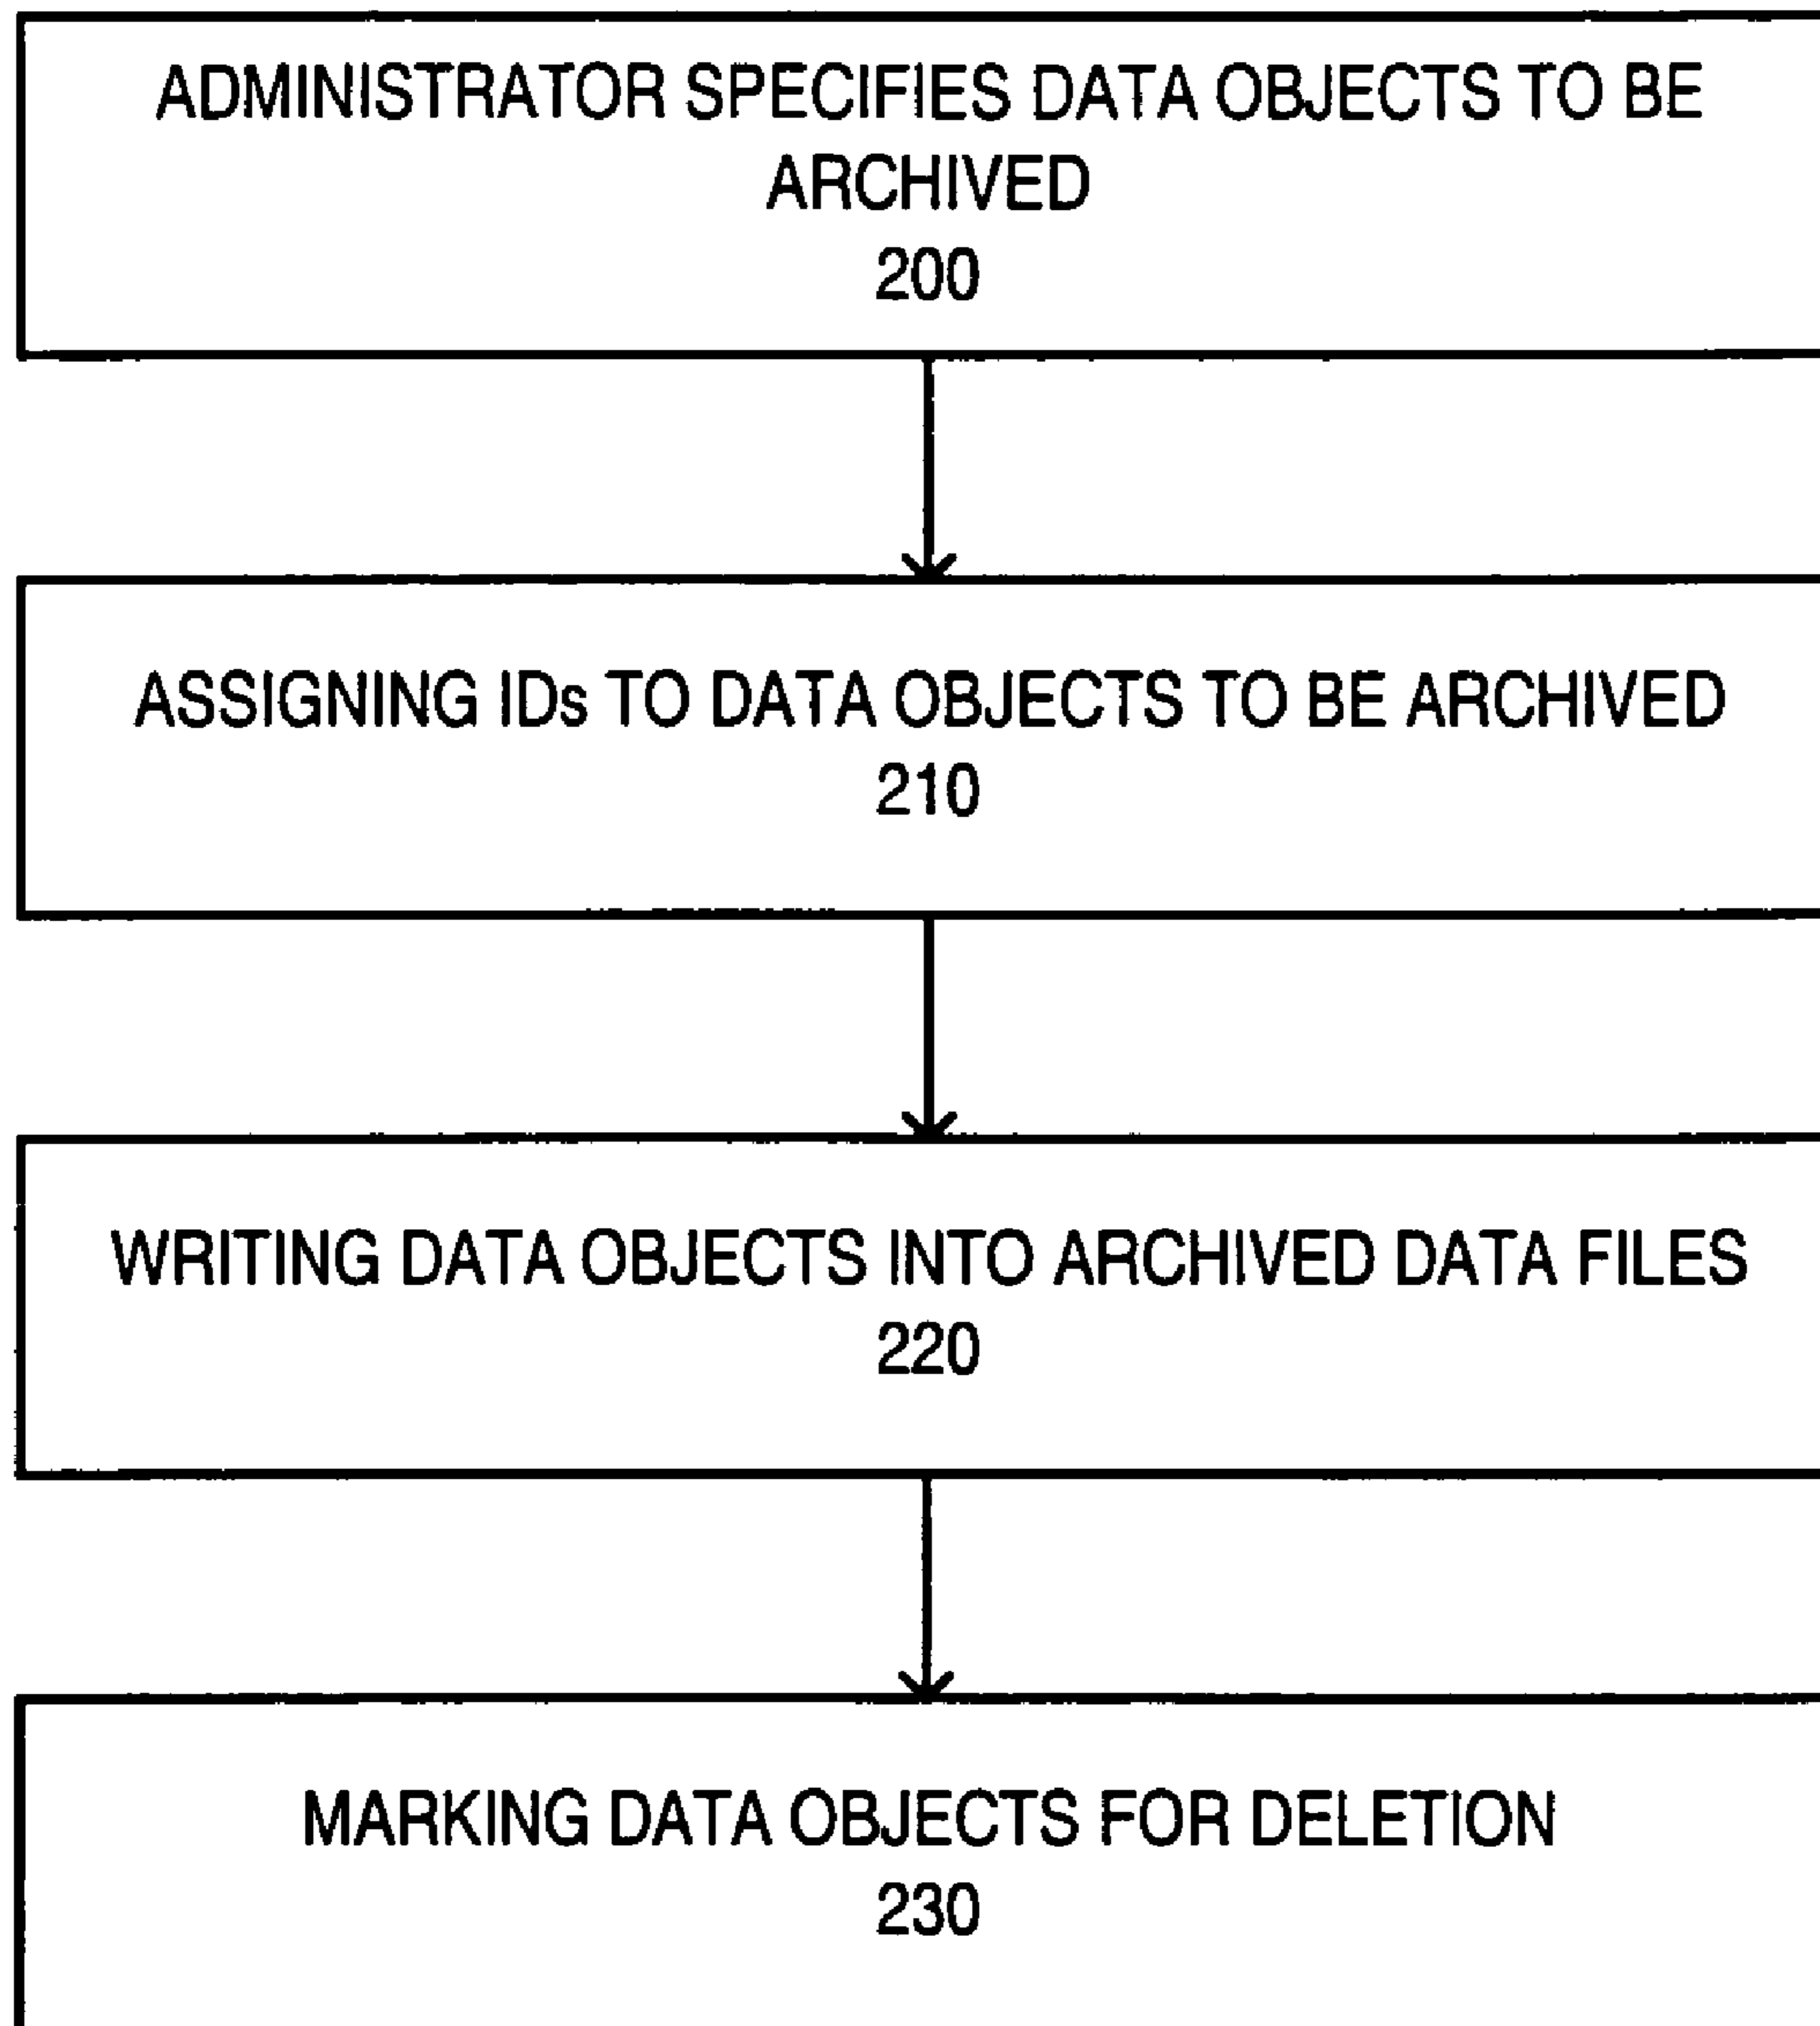 ADMINISTRATOR SPECIFIES DATA OBJECTS TO BE
ARCHIVED
200
ASSIGNING IDs TO DATA OBJECTS TO BE ARCHIVED
210
WRITING DATA OBJECTS INTO ARCHIVED DATA FILES
220
MARKING DATA OBJECTS FOR DELETION
230